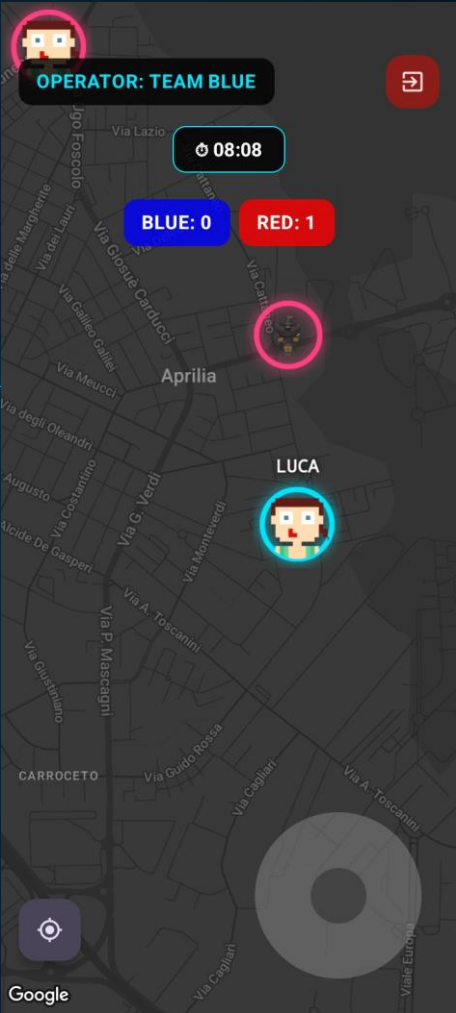 OPERATOR: TEAM BLUE
Via Lazio
08:08
Ugo Foscolo
BLUE: 0
RED: 1
delle Margherite
Via dei Lauri
Via Giosuè Carducci
Via Cattaneo
Via Galileo Galilei
Via Meucci
Aprilia
Via degli Oleandri
LUCA
Augusto
Via Costantino
Via G. Verdi
Via Monteverdi
Alcide De Gasperi
Via A. Toscanini
Via P. Mascagni
Via Giustiniano
CARROCETO
Via Guido Rossa
Via Cagliari
Via A. Toscanini
Viale Europa
Via Cagliari
Google